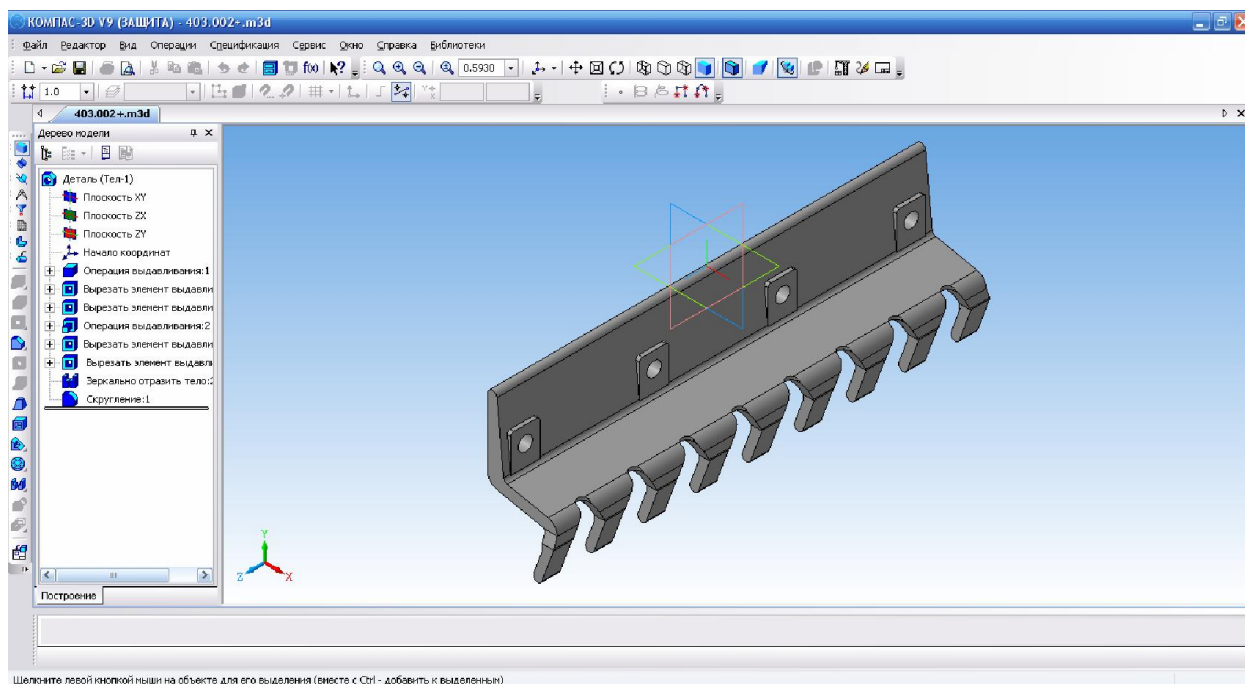 КОМПАС-3D V9 (ЗАЩИТА) - 403.002+.m3d
Файл Редактор Вид Операции Спецификация Сервис Окно Справка Библиотеки
0.5930
1.0
403.002+.m3d
Дерево модели
Деталь (Тел-1)
Плоскость XY
Плоскость ZX
Плоскость ZY
Начало координат
Операция выдавливания:1
Вырезать элемент выдавли
Вырезать элемент выдавли
Операция выдавливания:2
Вырезать элемент выдавли
Вырезать элемент выдавл
Зеркально отразить тело:2
Скругление:1
Построение
Y
Z X
Щелкните левой кнопкой мыши на объекте для его выделения (вместе с Ctrl - добавить к выделенным)